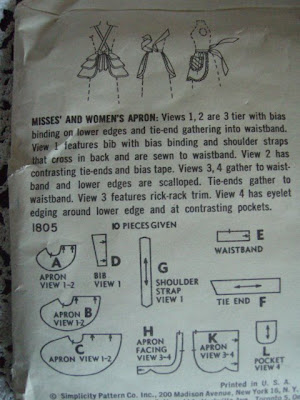 MISSES' AND WOMEN'S APRON: Views 1, 2 are 3 tier with bias
binding on lower edges and tie-end gathering into waistband.
View 1 features bib with bias binding and shoulder straps
that cross in back and are sewn to waistband. View 2 has
contrasting tie-ends and bias tape. Views 3, 4 gather to waist-
band and lower edges are scalloped. Tie-ends gather to
waistband. View 3 features rick-rack trim. View 4 has eyelet
edging around lower edge and at contrasting pockets.
1805
10 PIECES GIVEN
A
APRON
VIEW 1-2
D
BIB
VIEW 1
G
SHOULDER
STRAP
VIEW 1
E
WAISTBAND
TIE END F
B
APRON
VIEW 1-2
C
APRON VIEW 1-2
H
APRON
FACING
VIEW 3-4
K
APRON
VIEW 3-4
L
POCKET
VIEW 4
Printed in U. S. A.
© Simplicity Pattern Co. Inc., 200 Madison Avenue, New York 16, N. Y.